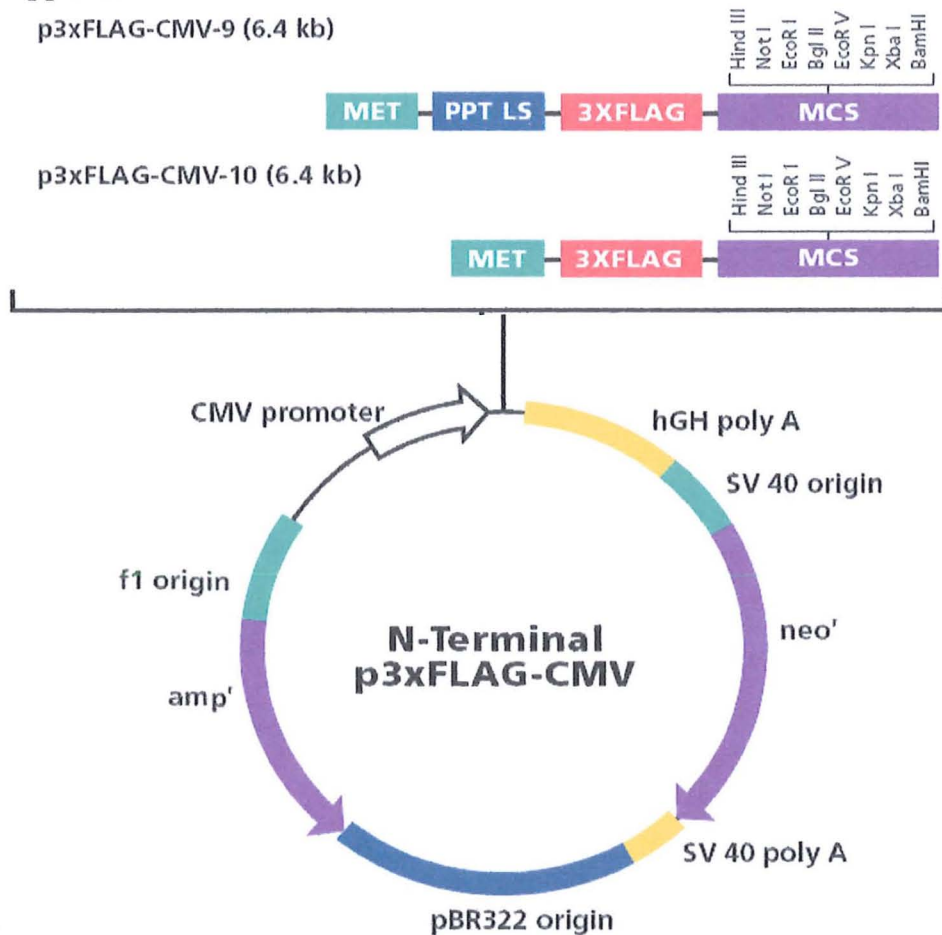 p3xFLAG-CMV-9 (6.4 kb)
Hind III
Not I
EcoR I
Bgl II
EcoR V
Kpn I
Xba I
BamHI
MET PPT LS 3XFLAG MCS
p3xFLAG-CMV-10 (6.4 kb)
Hind III
Not I
EcoR I
Bgl II
EcoR V
Kpn I
Xba I
BamHI
MET 3XFLAG MCS
CMV promoter
hGH poly A
SV 40 origin
f1 origin
N-Terminal
p3xFLAG-CMV
neo'
amp'
SV 40 poly A
pBR322 origin